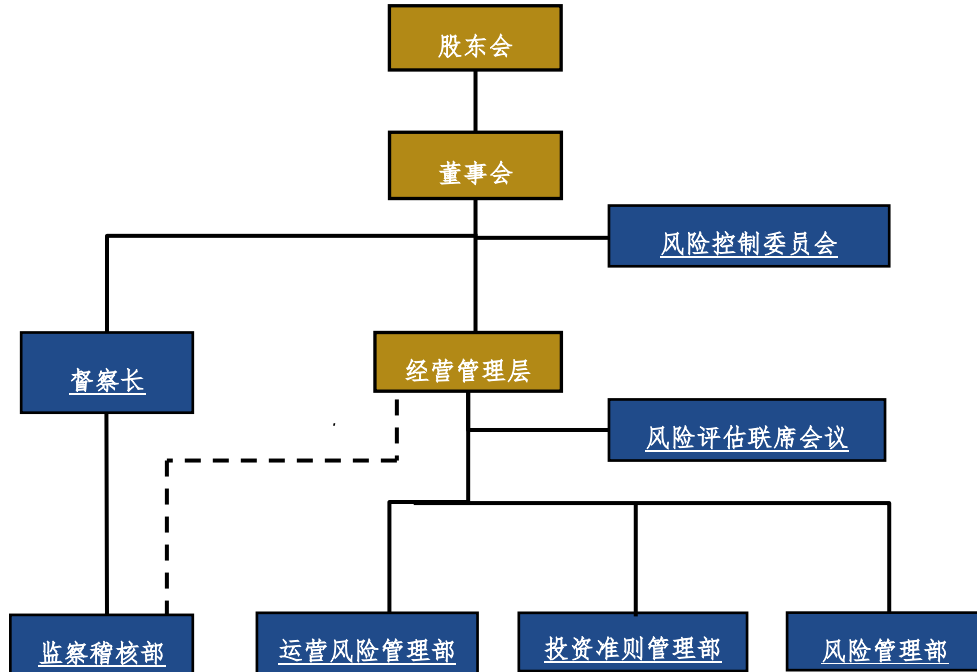 股东会
董事会
风险控制委员会
督察长
经营管理层
风险评估联席会议
监察稽核部
运营风险管理部
投资准则管理部
风险管理部